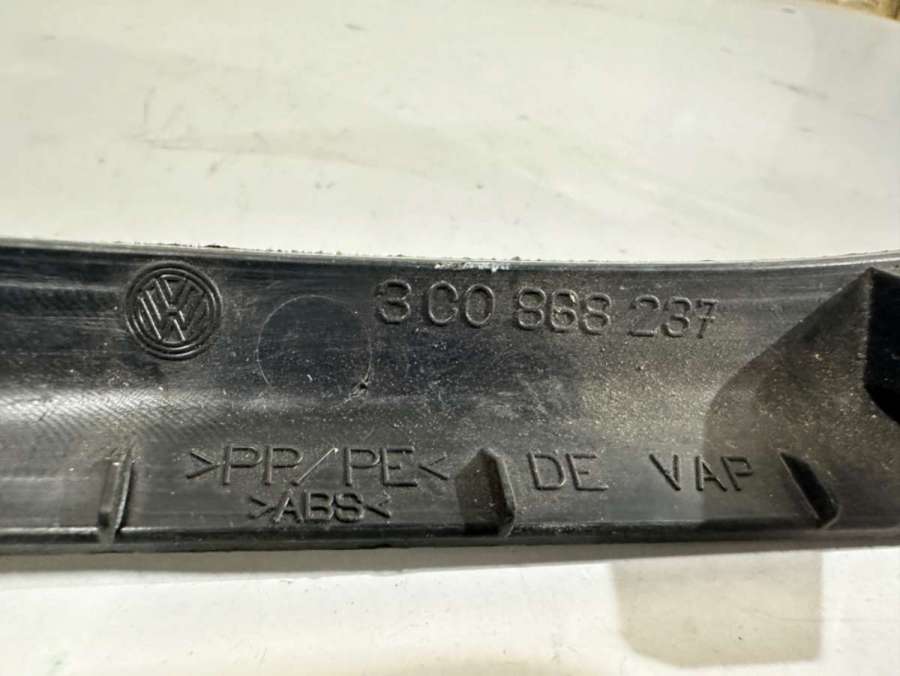 3C0 868 237
>PP/PE< DE VAP
>ABS<